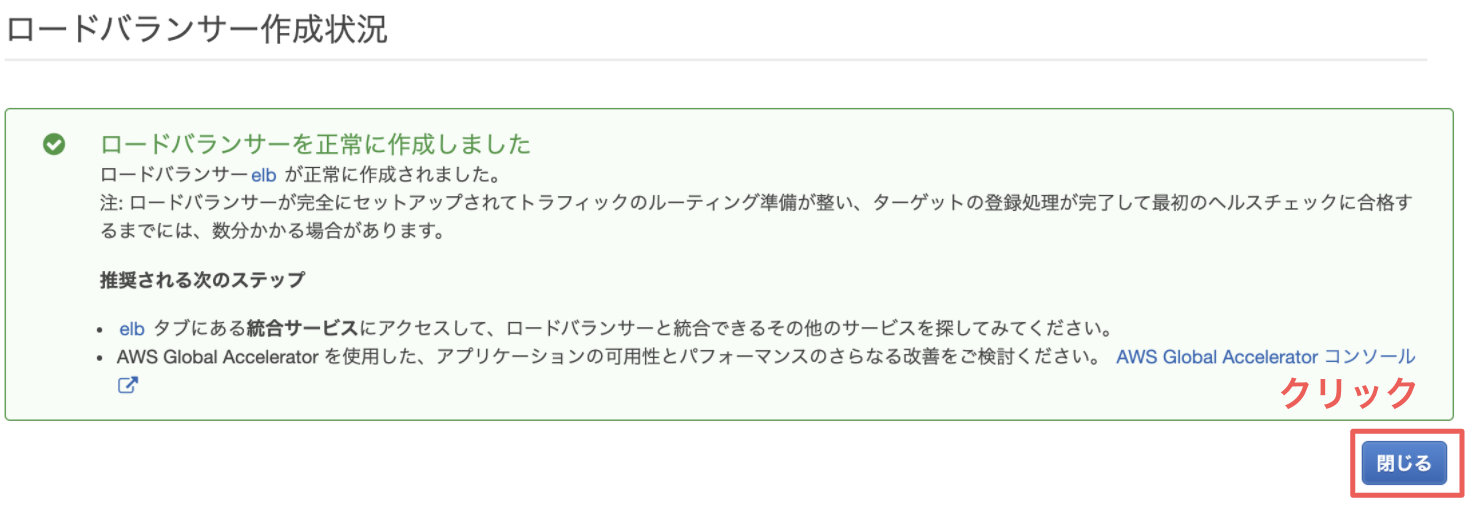 ロードバランサー作成状況
ロードバランサーを正常に作成しました
ロードバランサー elb が正常に作成されました。
注: ロードバランサーが完全にセットアップされてトラフィックのルーティング準備が整い、ターゲットの登録処理が完了して最初のヘルスチェックに合格す
るまでには、数分かかる場合があります。
推奨される次のステップ
• elb タブにある統合サービスにアクセスして、ロードバランサーと統合できるその他のサービスを探してみてください。
• AWS Global Accelerator を使用した、アプリケーションの可用性とパフォーマンスのさらなる改善をご検討ください。 AWS Global Accelerator コンソール
クリック
閉じる